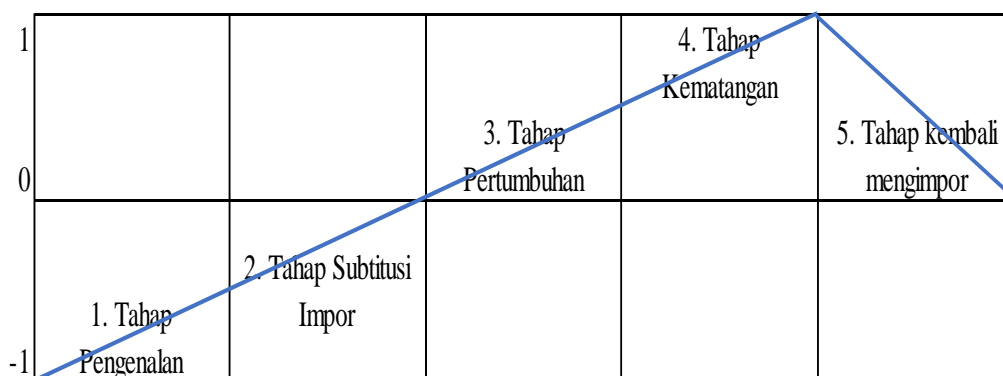 1
4. Tahap
Kematangan
3. Tahap
Pertumbuhan
5. Tahap kembali
mengimpor
0
2. Tahap Subtitusi
Impor
1. Tahap
Pengenalan
-1